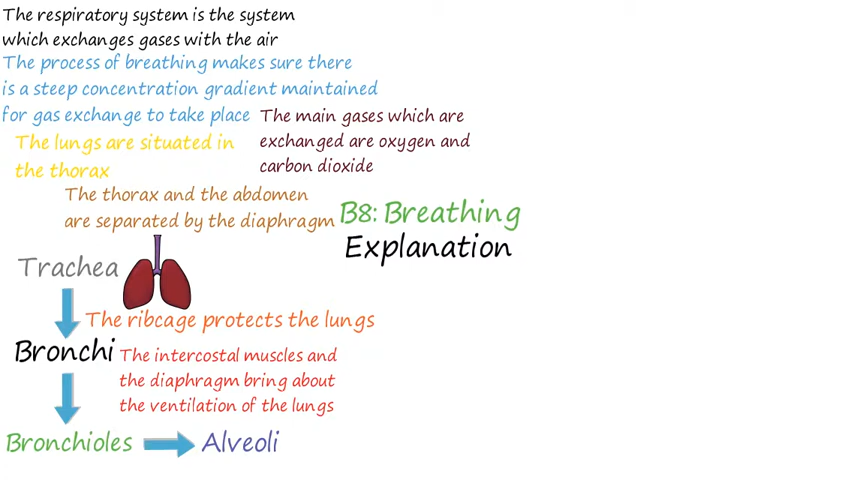 The respiratory system is the system
which exchanges gases with the air
The process of breathing makes sure there
is a steep concentration gradient maintained
for gas exchange to take place
The main gases which are
exchanged are oxygen and
carbon dioxide
The lungs are situated in
the thorax
The thorax and the abdomen
are separated by the diaphragm
B8: Breathing
Explanation
Trachea
The ribcage protects the lungs
Bronchi
The intercostal muscles and
the diaphragm bring about
the ventilation of the lungs
Bronchioles
Alveoli